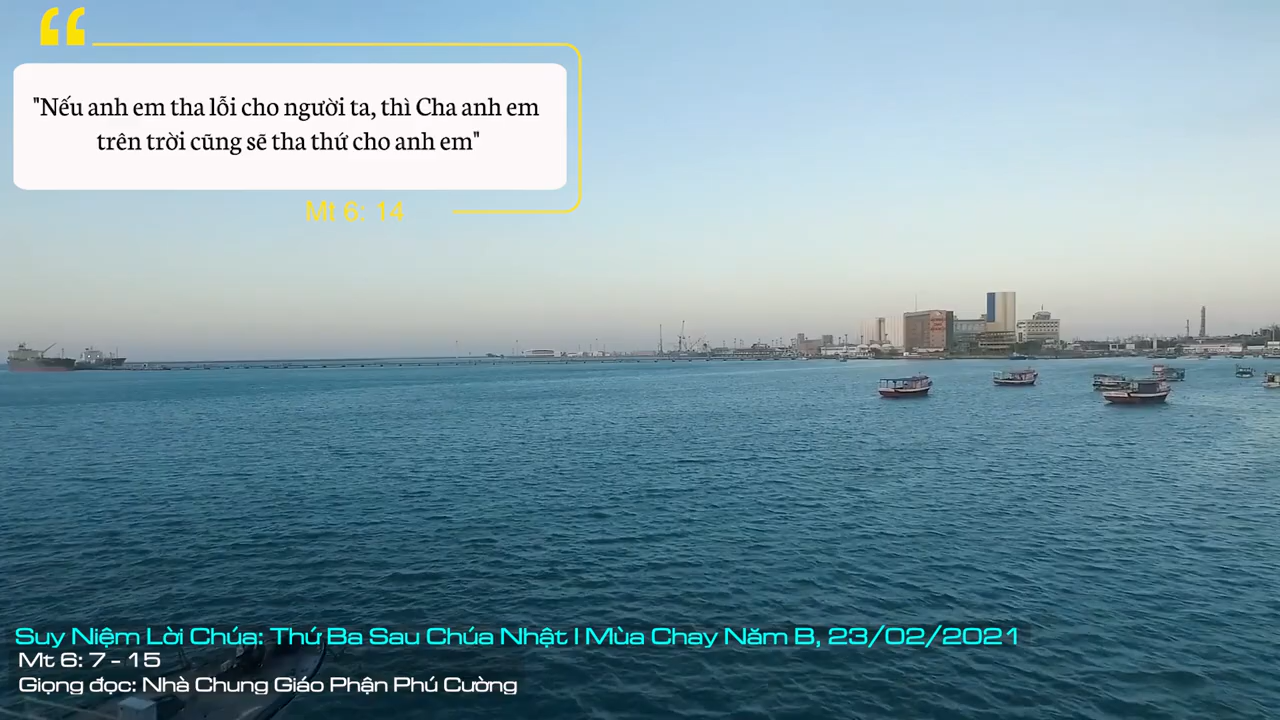 "Nếu anh em tha lỗi cho người ta, thì Cha anh em
trên trời cũng sẽ tha thứ cho anh em"
Mt 6: 14
Suy Niệm Lời Chúa: Thứ Ba Sau Chúa Nhật I Mùa Chay Năm B, 23/02/2021
Mt 6: 7 - 15
Giọng đọc: Nhà Chung Giáo Phận Phú Cường